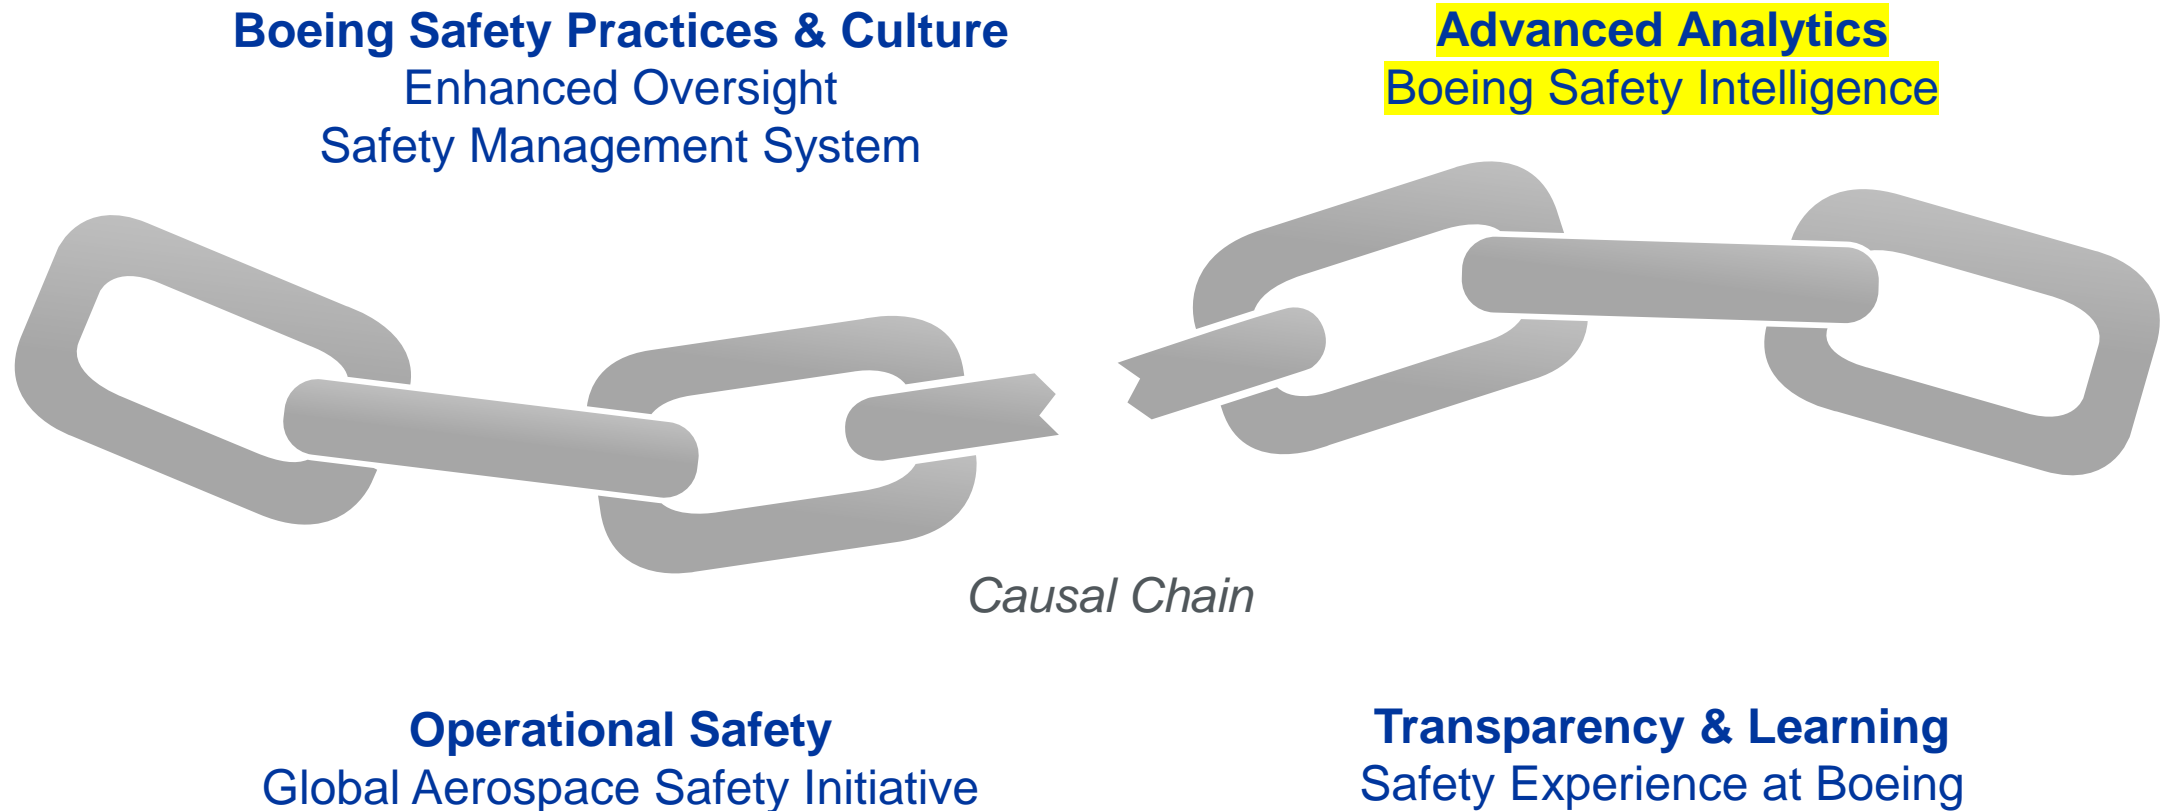 Boeing Safety Practices & Culture
Enhanced Oversight
Safety Management System
Advanced Analytics
Boeing Safety Intelligence
Causal Chain
Operational Safety
Global Aerospace Safety Initiative
Transparency & Learning
Safety Experience at Boeing